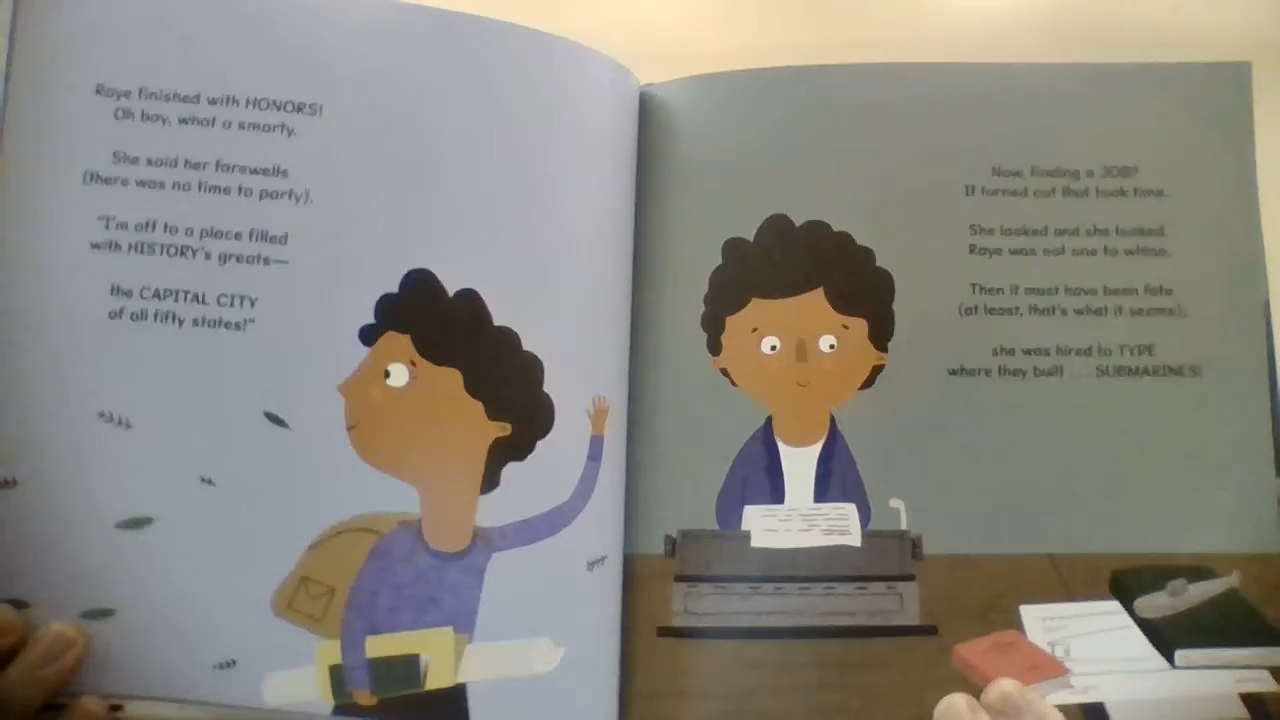 Raye finished with HONORS!
Oh boy, what a smarty.
She said her farewells
(there was no time to party).
"I'm off to a place filled
with HISTORY's greats—
the CAPITAL CITY
of all fifty states!"
Now, finding a JOB?
It turned out that took time.
She looked and she looked.
Raye was not one to whine.
Then it must have been fate
(at least, that's what it seems),
she was hired to TYPE
where they built . . . SUBMARINES!